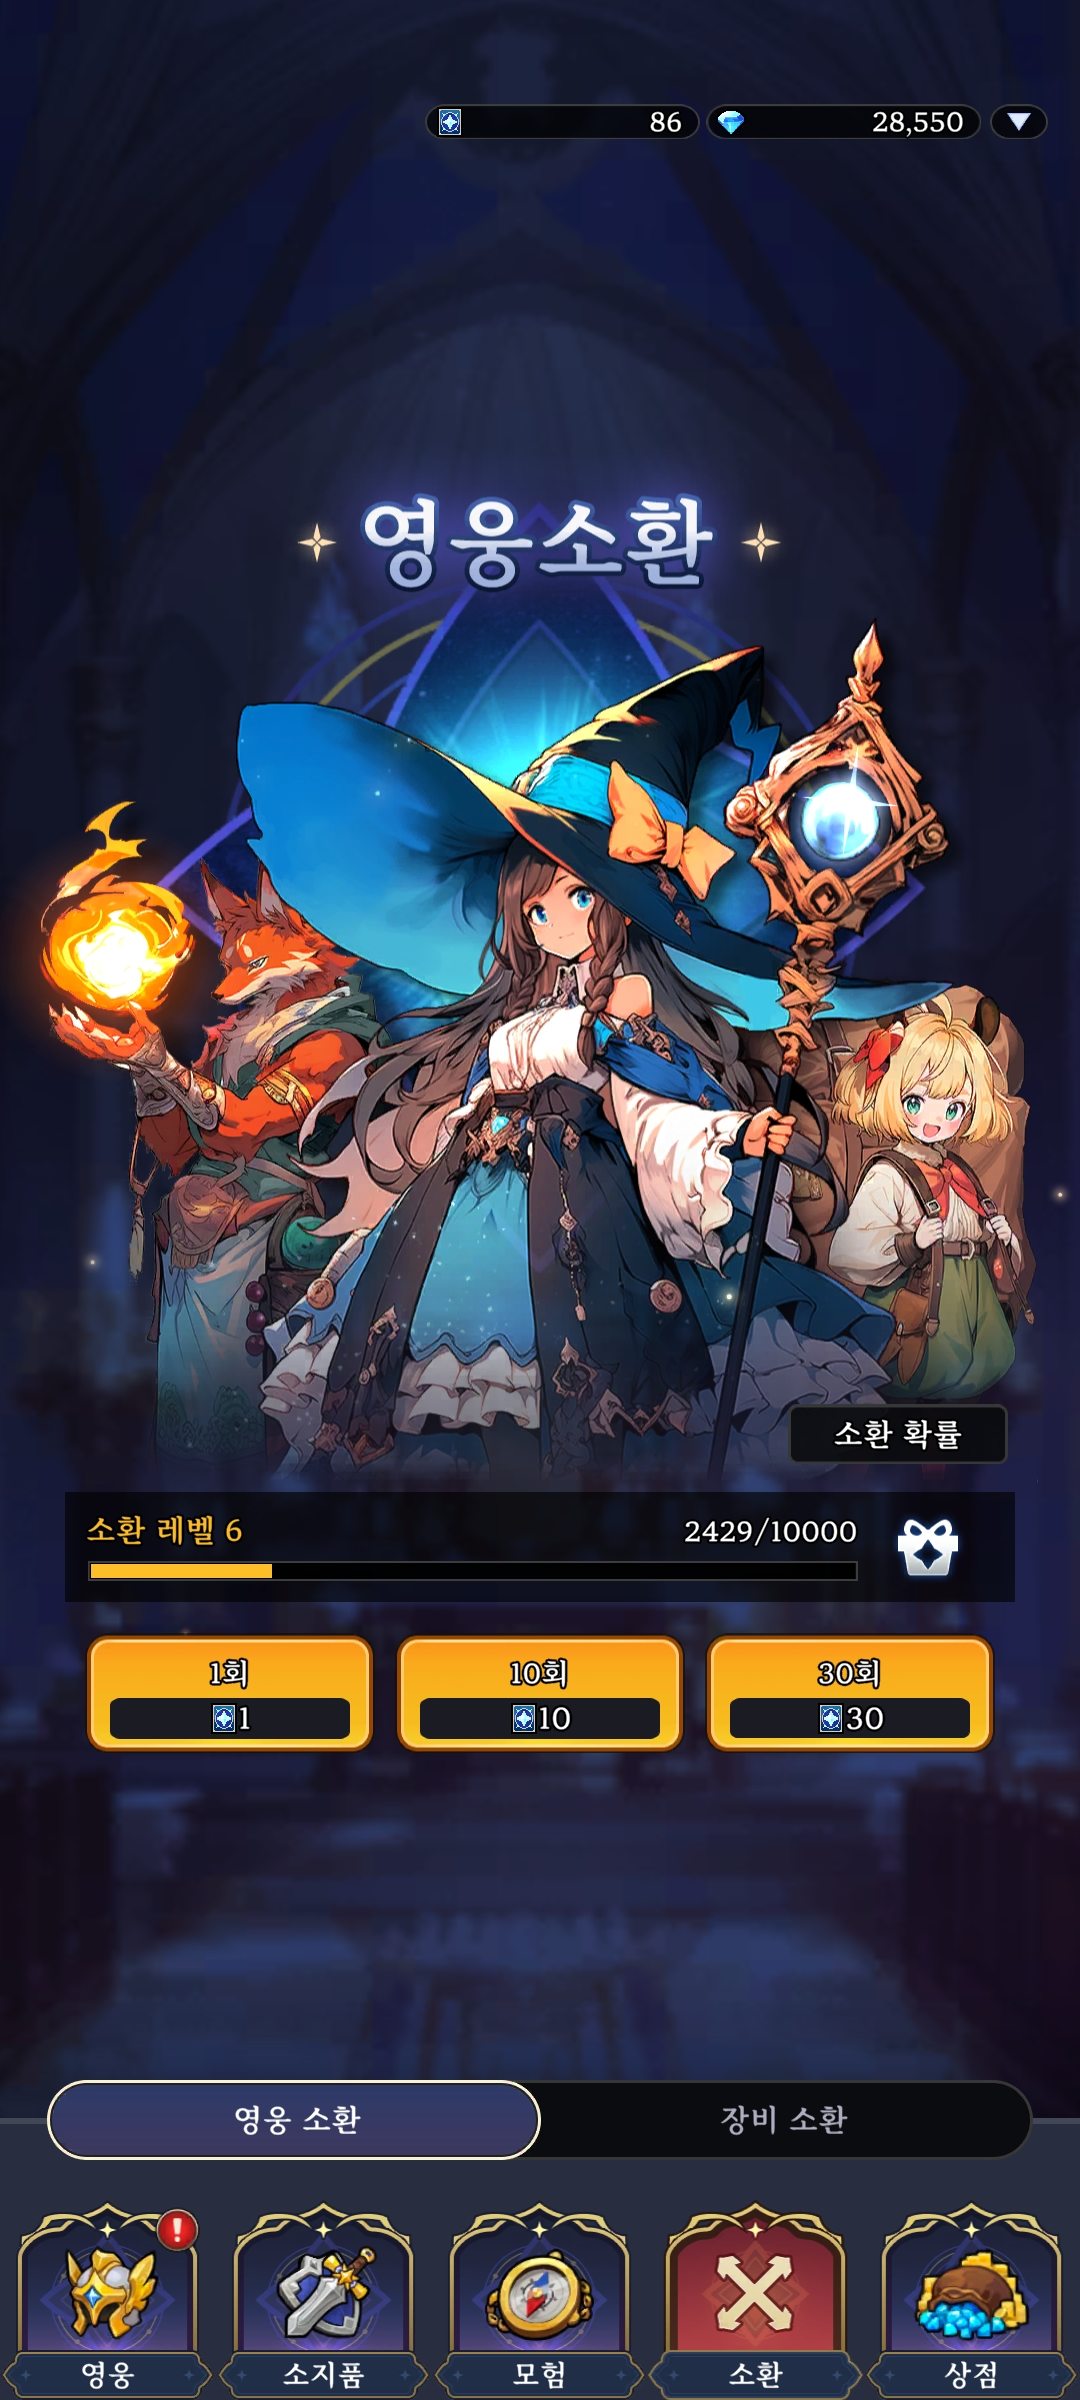 86 28,550
영웅소환
소환 확률
소환 레벨 6 2429/10000
1회 10회 30회
1 10 30
영웅 소환 장비 소환
영웅 소지품 모험 소환 상점